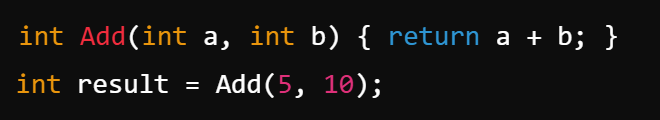 int Add(int a, int b) { return a + b; }
int result = Add(5, 10);